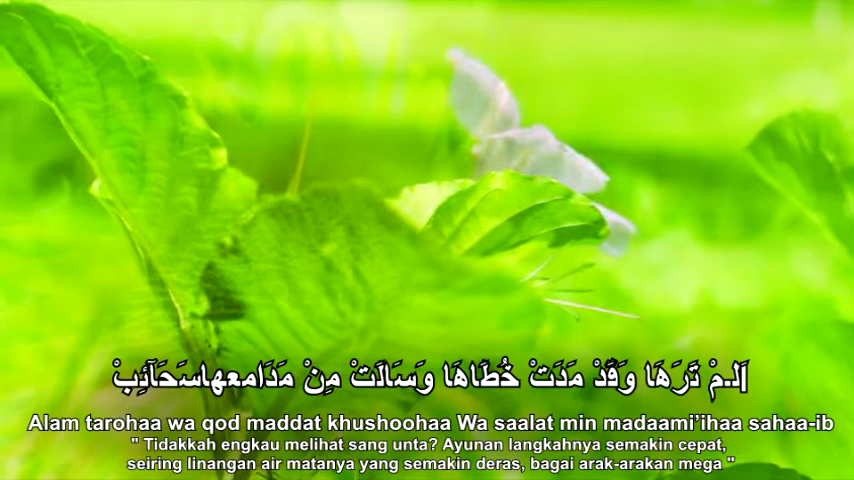 اَلَمْ تَرَهَا وَقَدْ مَدَتْ خُطَاهَا وَسَالَتْ مِنْ مَدَامعهاسَحَآئِبْ
Alam tarohaa wa qod maddat khushoohaa Wa saalat min madaami’ihaa sahaa-ib
" Tidakkah engkau melihat sang unta? Ayunan langkahnya semakin cepat,
seiring linangan air matanya yang semakin deras, bagai arak-arakan mega "